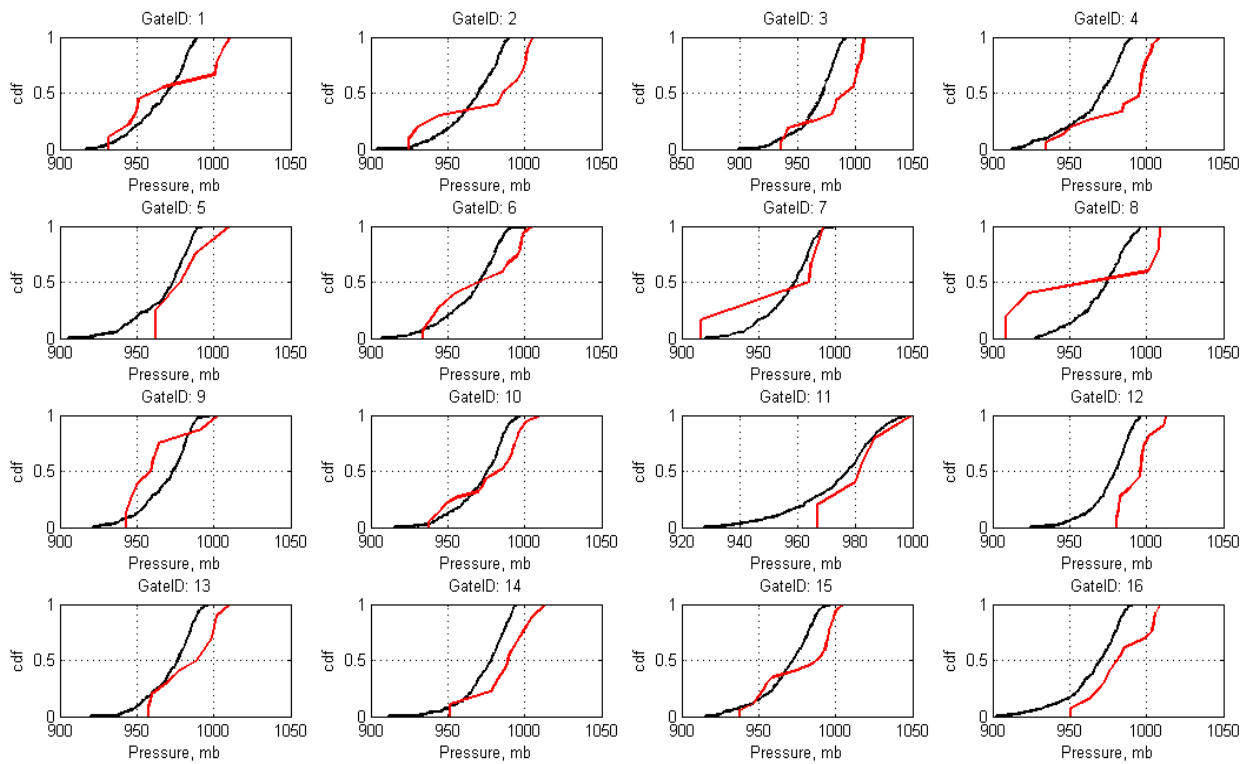 GateID: 1
1
cdf
0.5
0
900 950 1000 1050
Pressure, mb
GateID: 2
1
cdf
0.5
0
900 950 1000 1050
Pressure, mb
GateID: 3
1
cdf
0.5
0
850 900 950 1000 1050
Pressure, mb
GateID: 4
1
cdf
0.5
0
900 950 1000 1050
Pressure, mb
GateID: 5
1
cdf
0.5
0
900 950 1000 1050
Pressure, mb
GateID: 6
1
cdf
0.5
0
900 950 1000 1050
Pressure, mb
GateID: 7
1
cdf
0.5
0
900 950 1000 1050
Pressure, mb
GateID: 8
1
cdf
0.5
0
900 950 1000 1050
Pressure, mb
GateID: 9
1
cdf
0.5
0
900 950 1000 1050
Pressure, mb
GateID: 10
1
cdf
0.5
0
900 950 1000 1050
Pressure, mb
GateID: 11
1
cdf
0.5
0
920 940 960 980 1000
Pressure, mb
GateID: 12
1
cdf
0.5
0
900 950 1000 1050
Pressure, mb
GateID: 13
1
cdf
0.5
0
900 950 1000 1050
Pressure, mb
GateID: 14
1
cdf
0.5
0
900 950 1000 1050
Pressure, mb
GateID: 15
1
cdf
0.5
0
900 950 1000 1050
Pressure, mb
GateID: 16
1
cdf
0.5
0
900 950 1000 1050
Pressure, mb